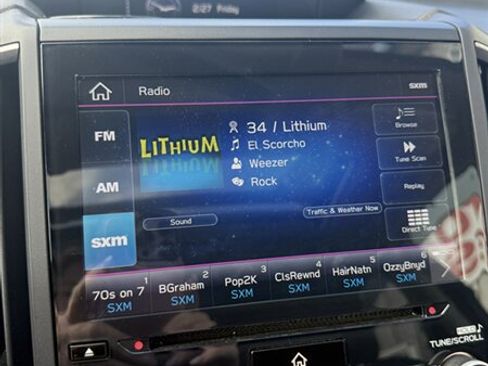 2/27 Friday
Radio
sxm
FM
AM
sxm
LITHIUM
34 / Lithium
El Scorcho
Weezer
Rock
Browse
Tune Scan
Replay
Direct Tune
Sound
Traffic & Weather Now
70s on 7 1
SXM
BGraham 2
SXM
Pop2K 3
SXM
ClsRewnd 4
SXM
HairNatn 5
SXM
OzzyBnyd 6
SXM
HOLD
TUNE/SCROLL